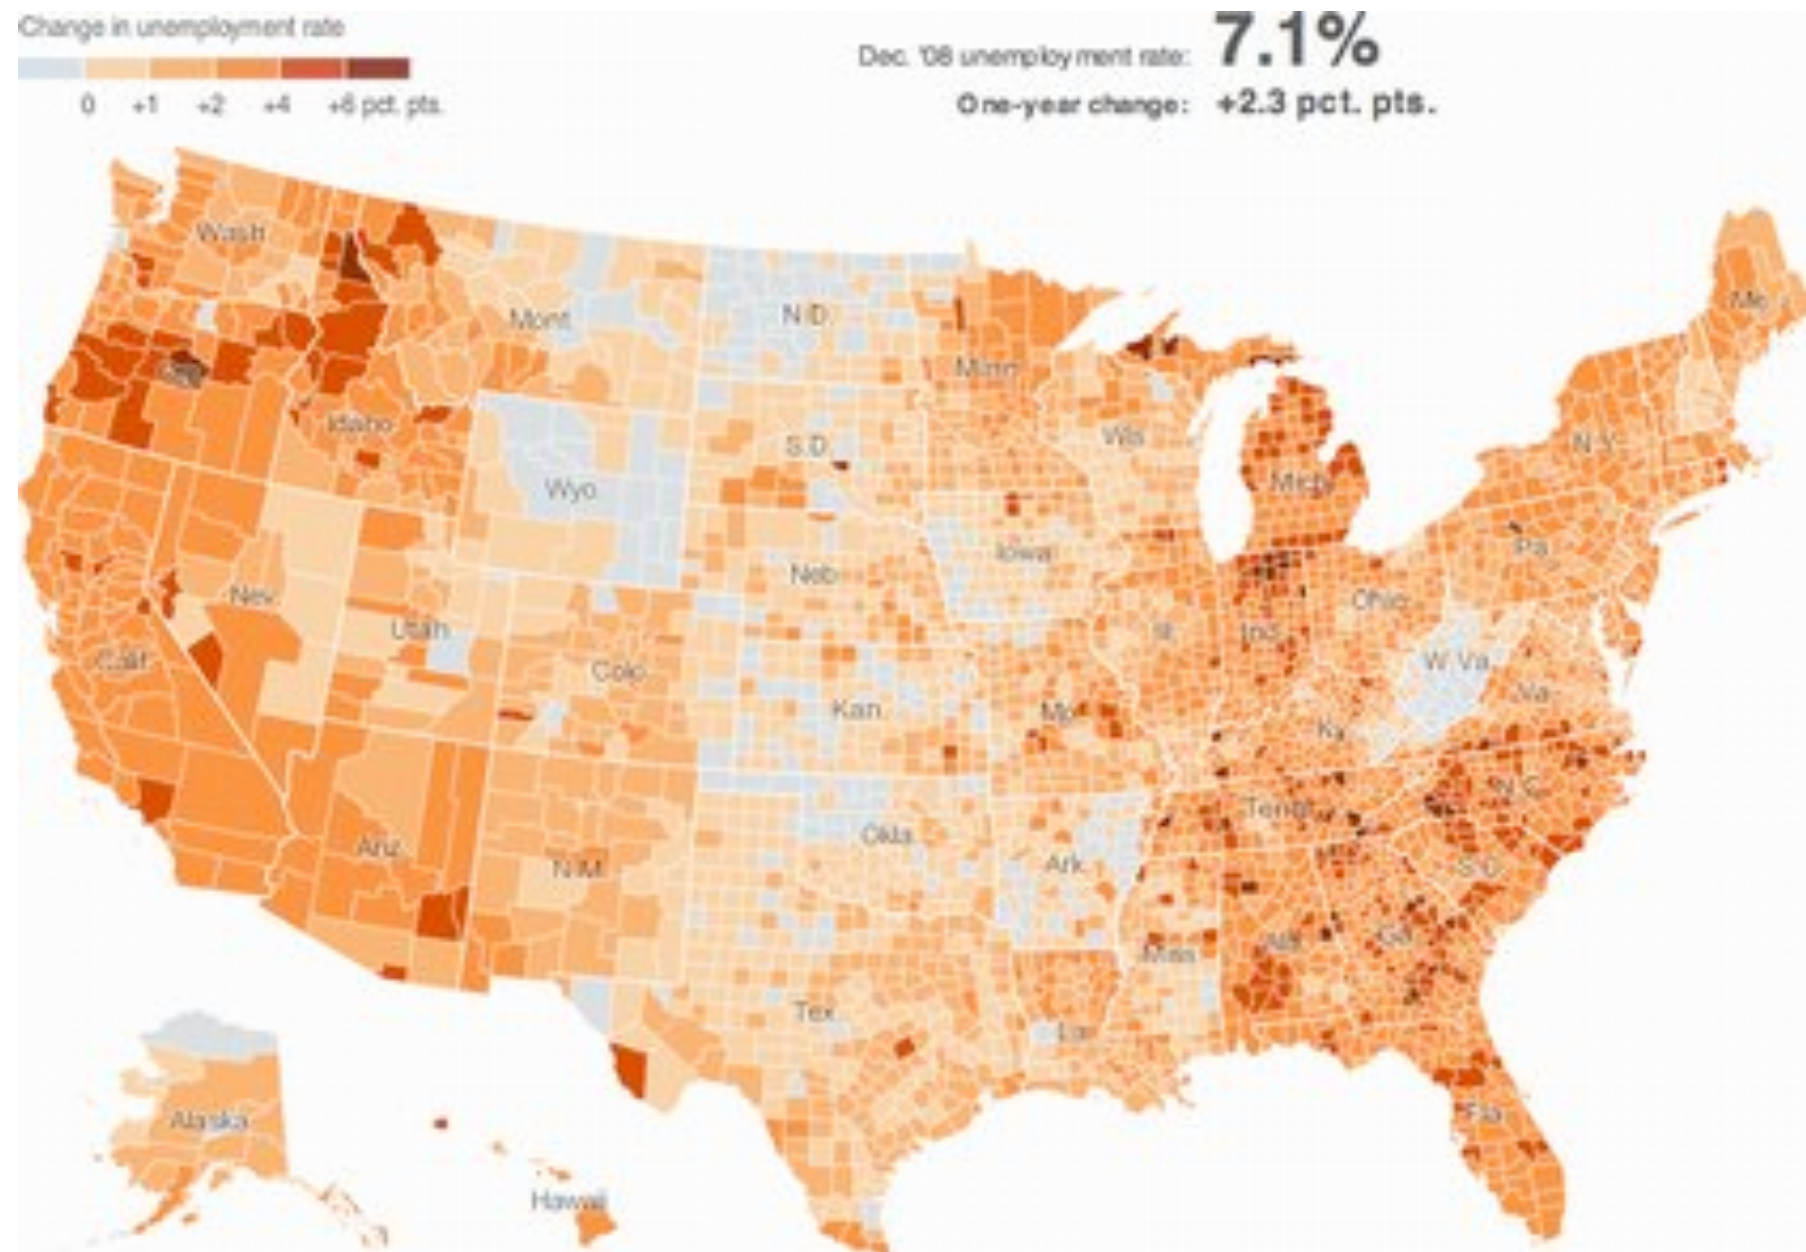 Change in unemployment rate
0 +1 +2 +4 +6 pct. pts.
Dec. '08 unemployment rate: 7.1%
One-year change: +2.3 pct. pts.
Wash
Mont
N.D.
Minn
Me
Idaho
S.D.
Wis
Mich
N.Y.
Wyo
Iowa
Pa
Nev
Neb
Ohio
Utah
Ill
Ind
Calif
Colo
Kan
Mo
W.Va
Va
Ky
Ariz
N.M.
Okla
Ark
Tenn
N.C.
S.C.
Miss
Ala
Ga
Tex
La
Alaska
Fla
Hawaii